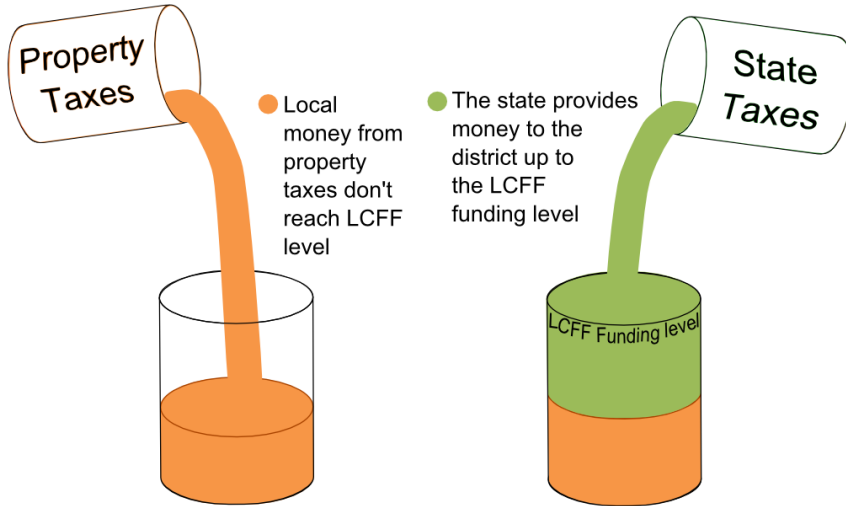 Property
Taxes
Local
money from
property
taxes don't
reach LCFF
level
The state provides
money to the
district up to
the LCFF
funding level
State
Taxes
LCFF Funding level